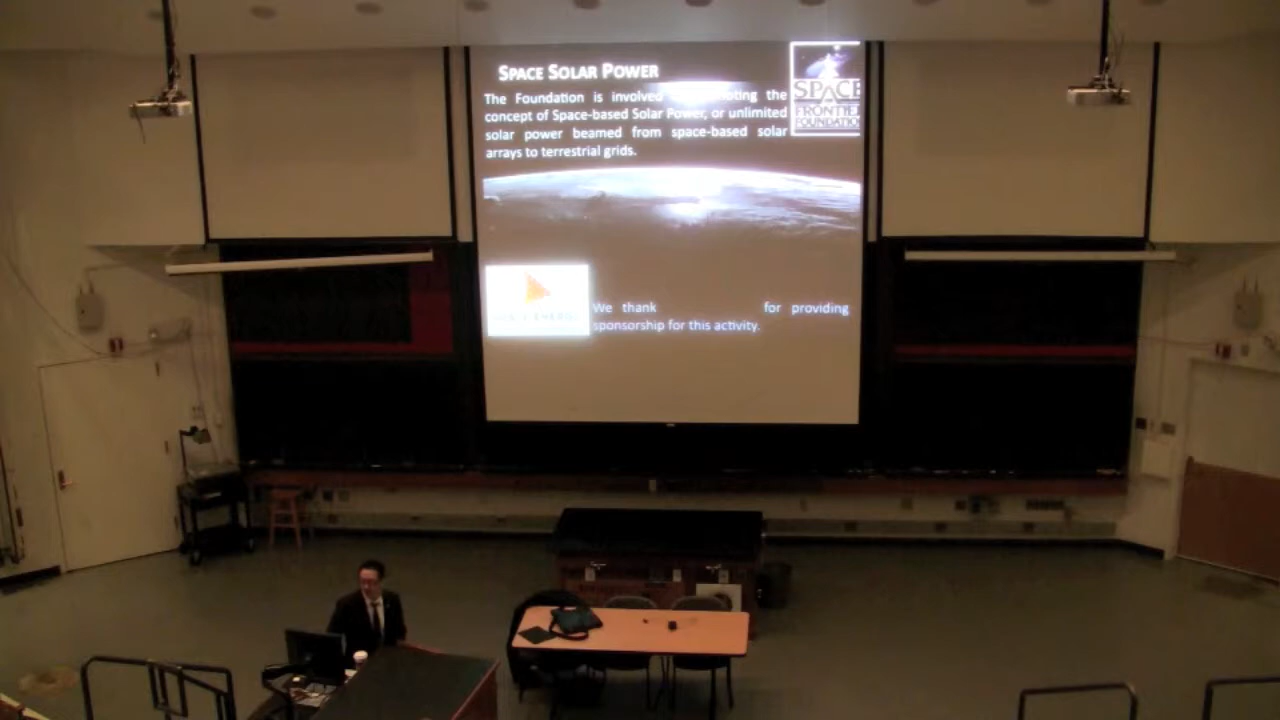 SPACE SOLAR POWER
The Foundation is involved the
concept of Space-based Solar Power, or unlimited
solar power beamed from space-based solar
arrays to terrestrial grids.
SPACE
FRONTIER
FOUNDATION
We thank for providing
sponsorship for this activity.